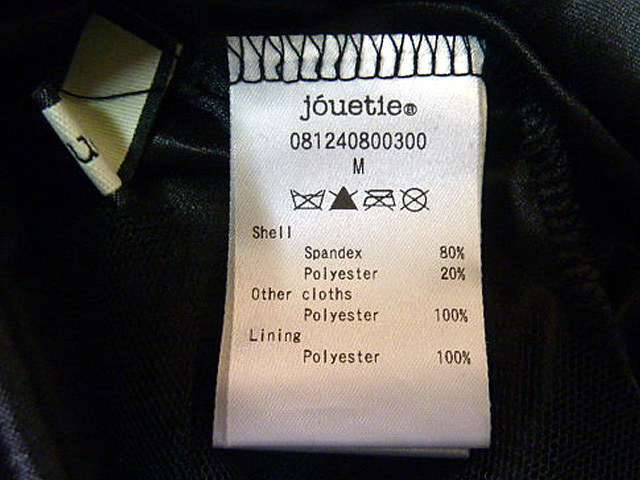 jóuetie®
081240800300
M
Shell
Spandex 80%
Polyester 20%
Other cloths
Polyester 100%
Lining
Polyester 100%